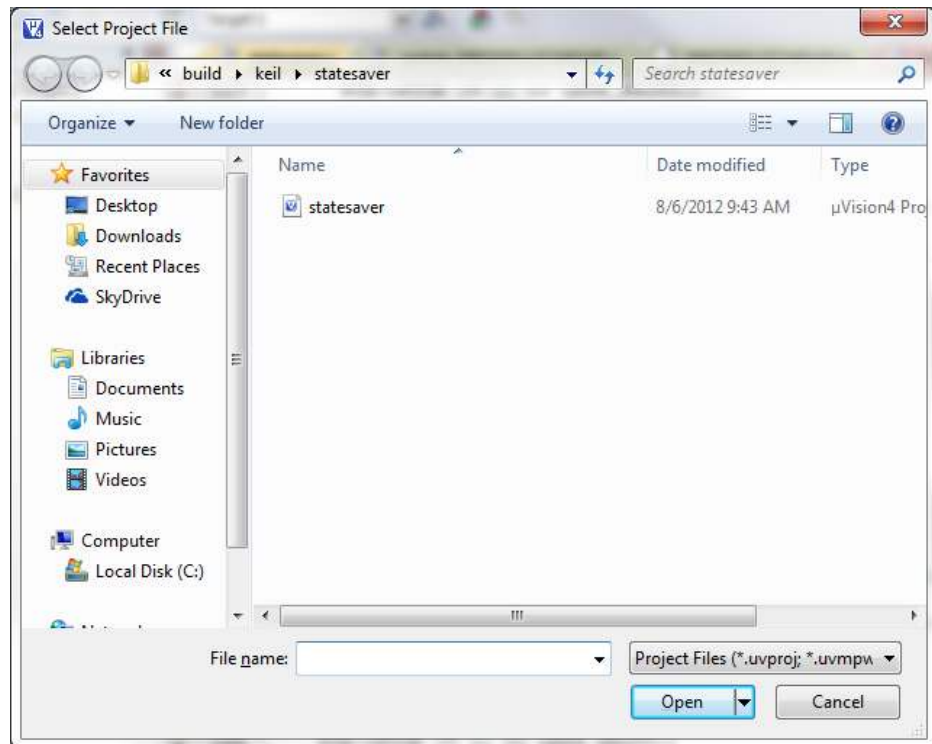 Select Project File
« build ▸ keil ▸ statesaver
Search statesaver
Organize New folder
Name Date modified Type
Favorites
Desktop
Downloads
Recent Places
SkyDrive
Libraries
Documents
Music
Pictures
Videos
Computer
Local Disk (C:)
statesaver 8/6/2012 9:43 AM µVision4 Pro
File name:
Project Files (*.uvproj; *.uvmpw
Open Cancel